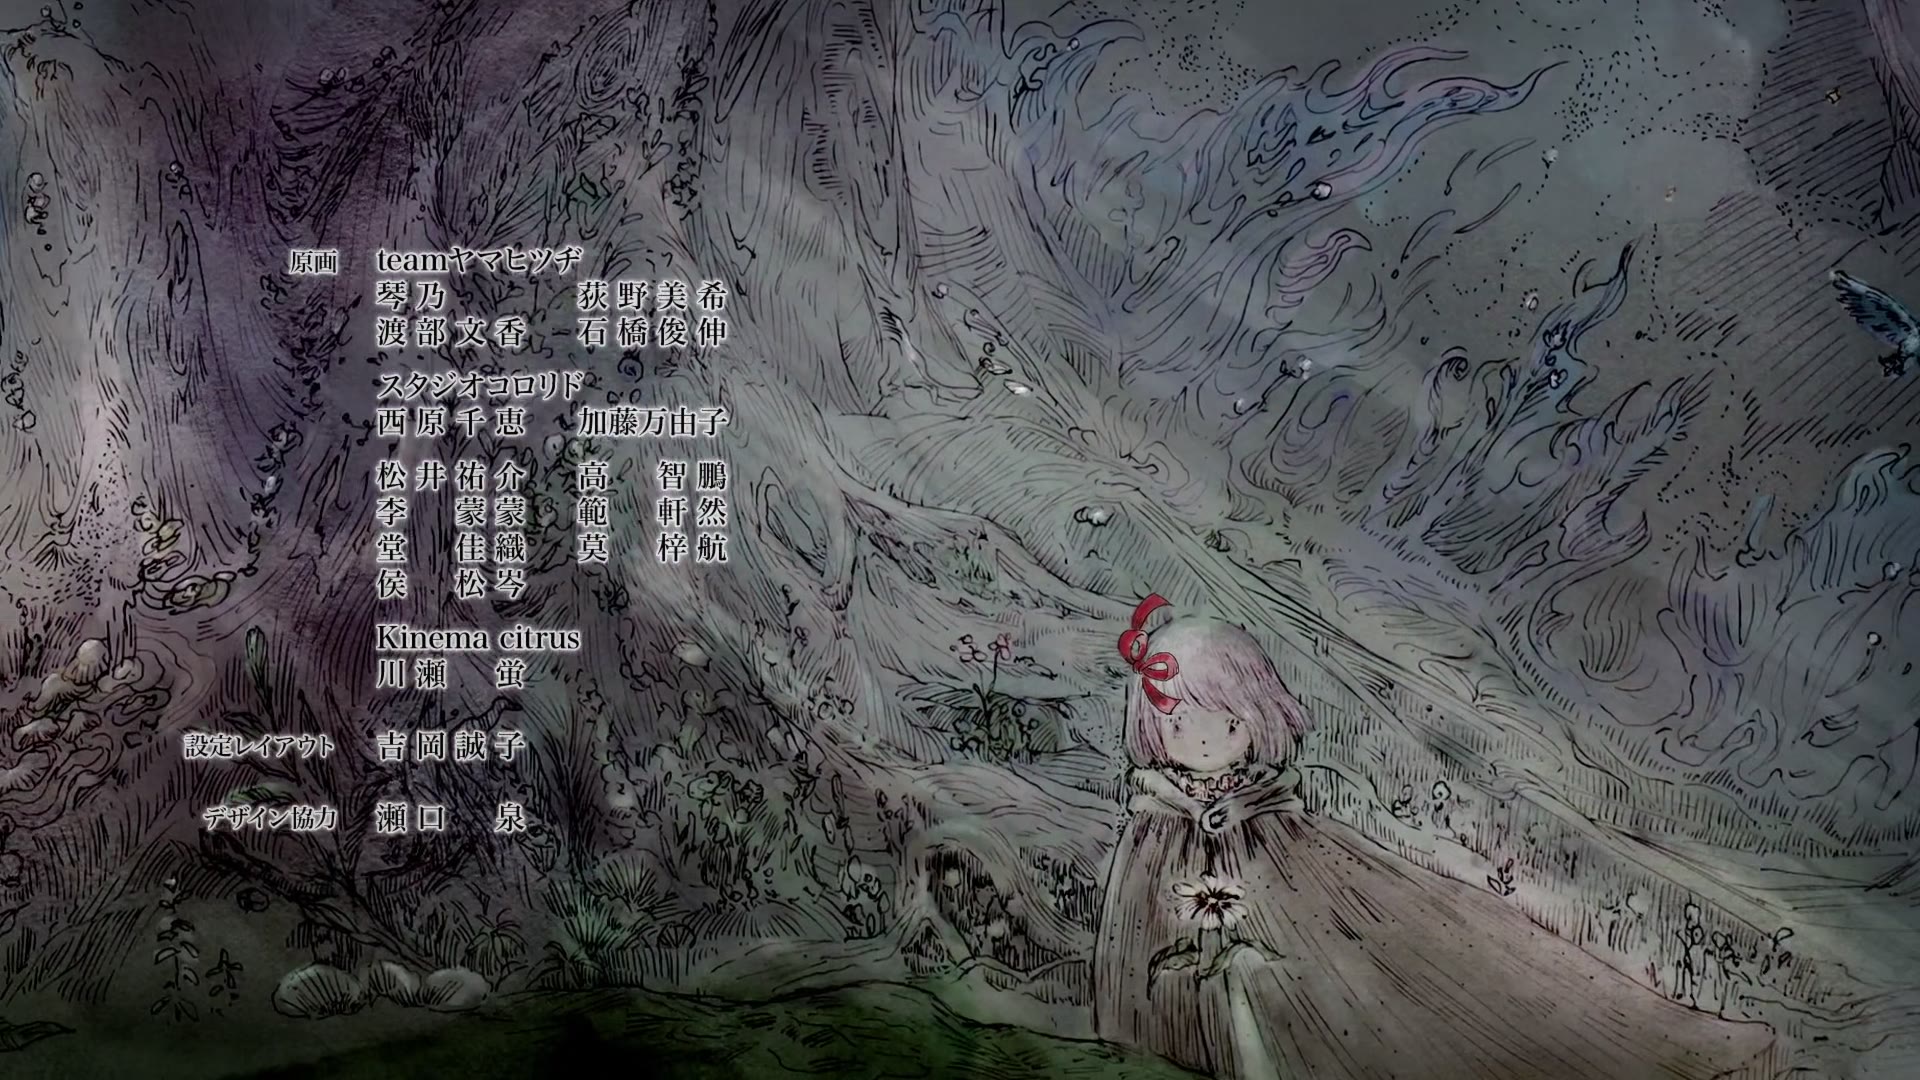 原画 teamヤマヒツヂ
琴乃 荻野美希
渡部文香 石橋俊伸
スタジオコロリド
西原千恵 加藤万由子
松井祐介 高智鵬
李蒙蒙 範軒然
堂佳織 莫梓航
侯松岑
Kinema citrus
川瀬蛍
設定レイアウト 吉岡誠子
デザイン協力 瀬口泉